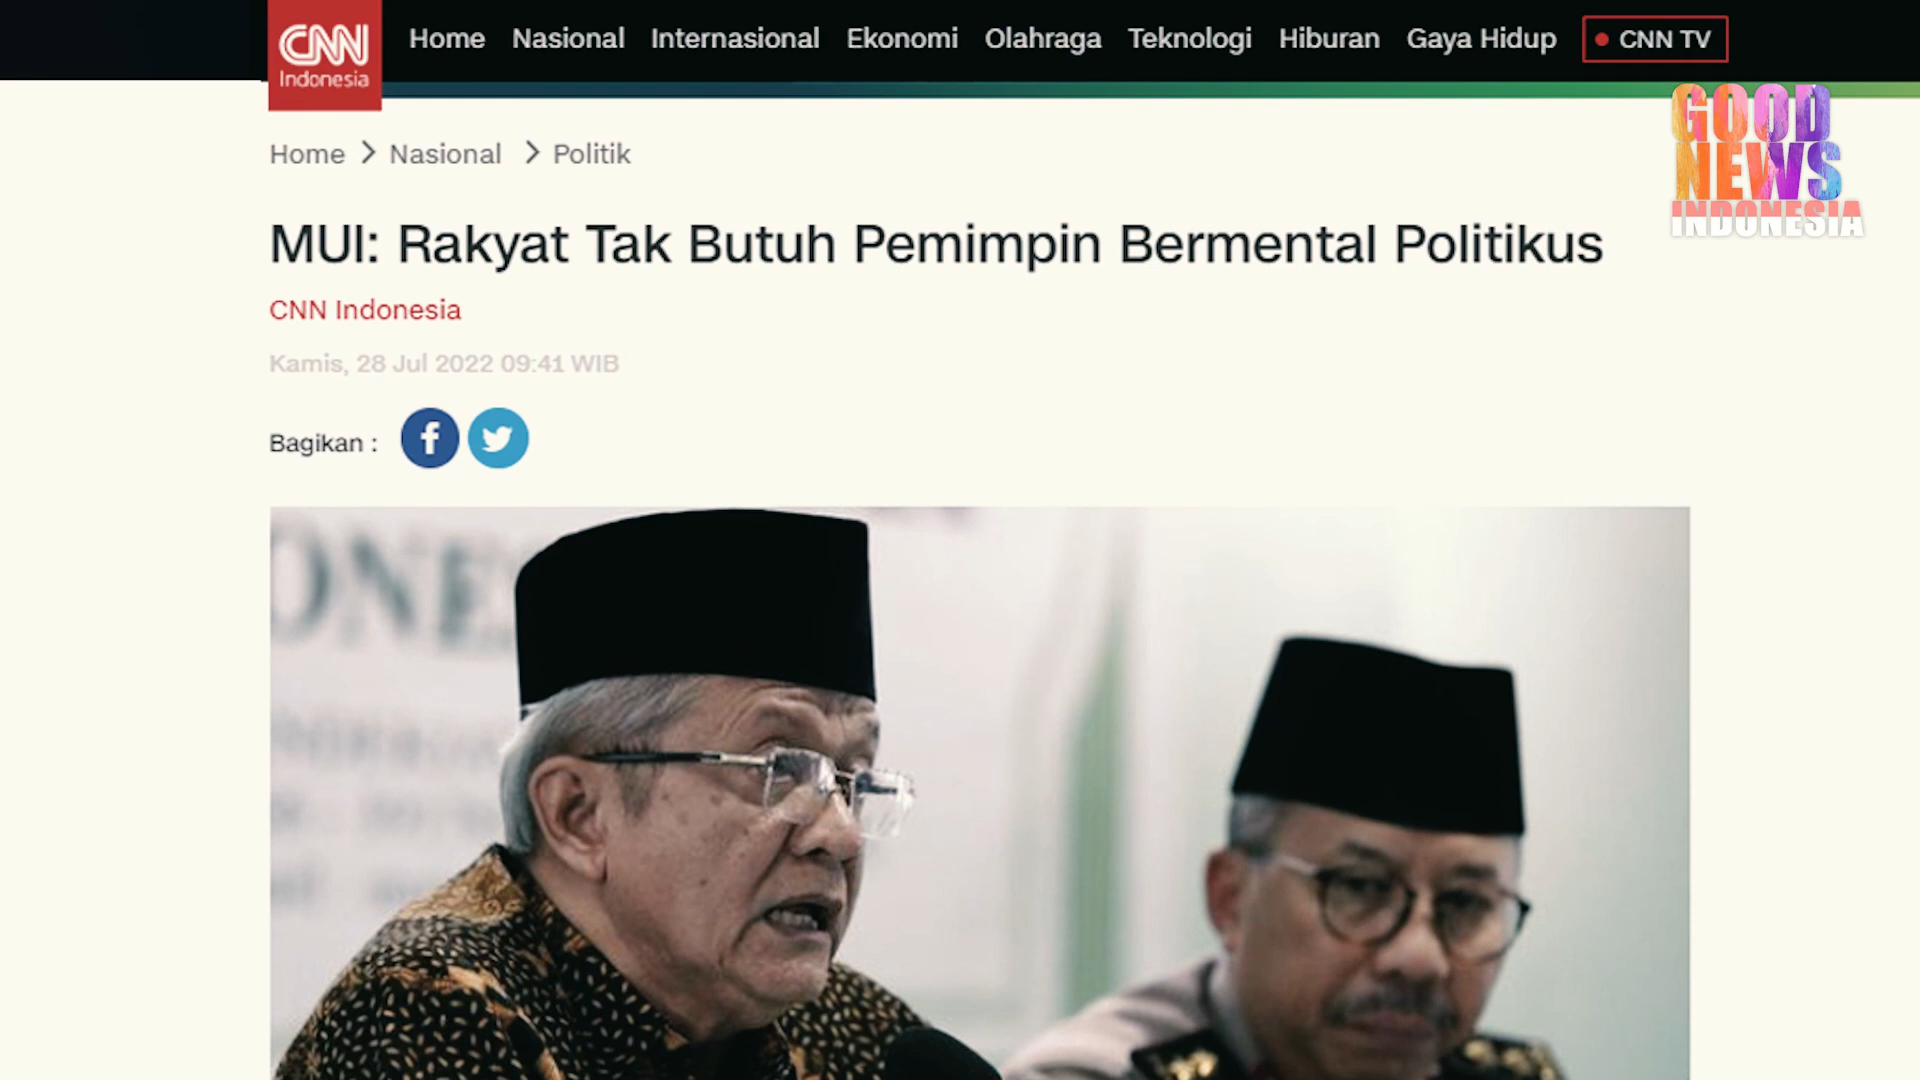 CNN Indonesia
Home Nasional Internasional Ekonomi Olahraga Teknologi Hiburan Gaya Hidup CNN TV
GOOD
NEWS
INDONESIA
Home > Nasional > Politik
MUI: Rakyat Tak Butuh Pemimpin Bermental Politikus
CNN Indonesia
Kamis, 28 Jul 2022 09:41 WIB
Bagikan :
ONE